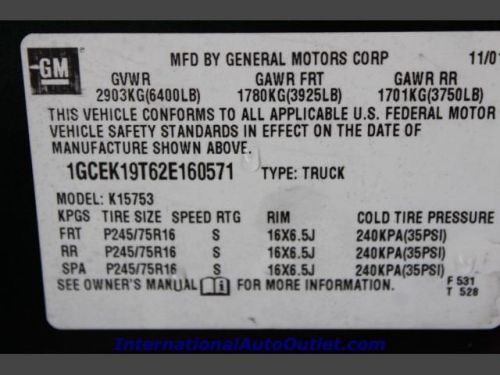 GM
MFD BY GENERAL MOTORS CORP 11/01
GVWR GAWR FRT GAWR RR
2903KG(6400LB) 1780KG(3925LB) 1701KG(3750LB)
THIS VEHICLE CONFORMS TO ALL APPLICABLE U.S. FEDERAL MOTOR
VEHICLE SAFETY STANDARDS IN EFFECT ON THE DATE OF
MANUFACTURE SHOWN ABOVE.
1GCEK19T62E160571 TYPE: TRUCK
MODEL: K15753
KPGS TIRE SIZE SPEED RTG RIM COLD TIRE PRESSURE
FRT P245/75R16 S 16X6.5J 240KPA(35PSI)
RR P245/75R16 S 16X6.5J 240KPA(35PSI)
SPA P245/75R16 S 16X6.5J 240KPA(35PSI)
SEE OWNER'S MANUAL FOR MORE INFORMATION.
F 531
T 528
InternationalAutoOutlet.com